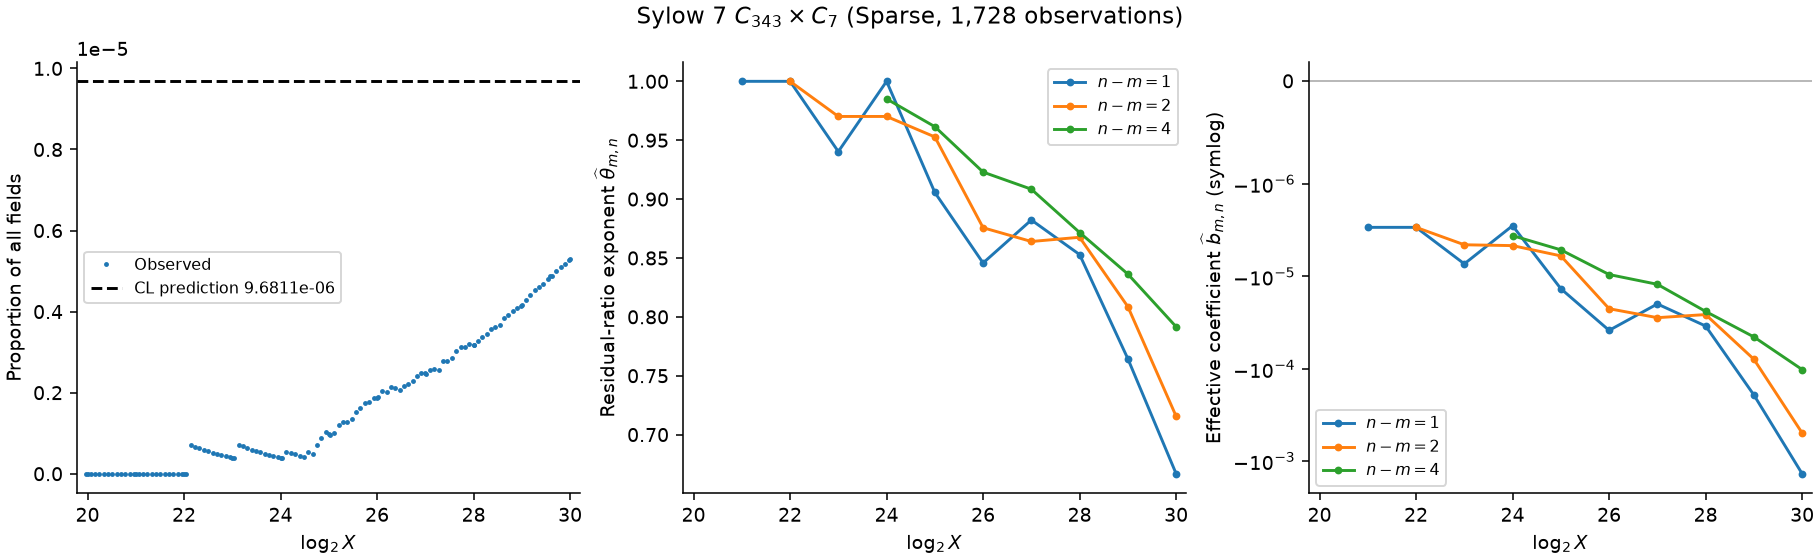 Sylow 7 C₃₄₃ × C₇ (Sparse, 1,728 observations)
1e−5
Proportion of all fields
1.0
0.8
0.6
0.4
0.2
0.0
Observed
CL prediction 9.6811e-06
20 22 24 26 28 30
log₂ X
Residual-ratio exponent θ̂ₘ,ₙ
1.00
0.95
0.90
0.85
0.80
0.75
0.70
n − m = 1
n − m = 2
n − m = 4
20 22 24 26 28 30
log₂ X
Effective coefficient b̂ₘ,ₙ (symlog)
0
−10⁻⁶
−10⁻⁵
−10⁻⁴
−10⁻³
n − m = 1
n − m = 2
n − m = 4
20 22 24 26 28 30
log₂ X